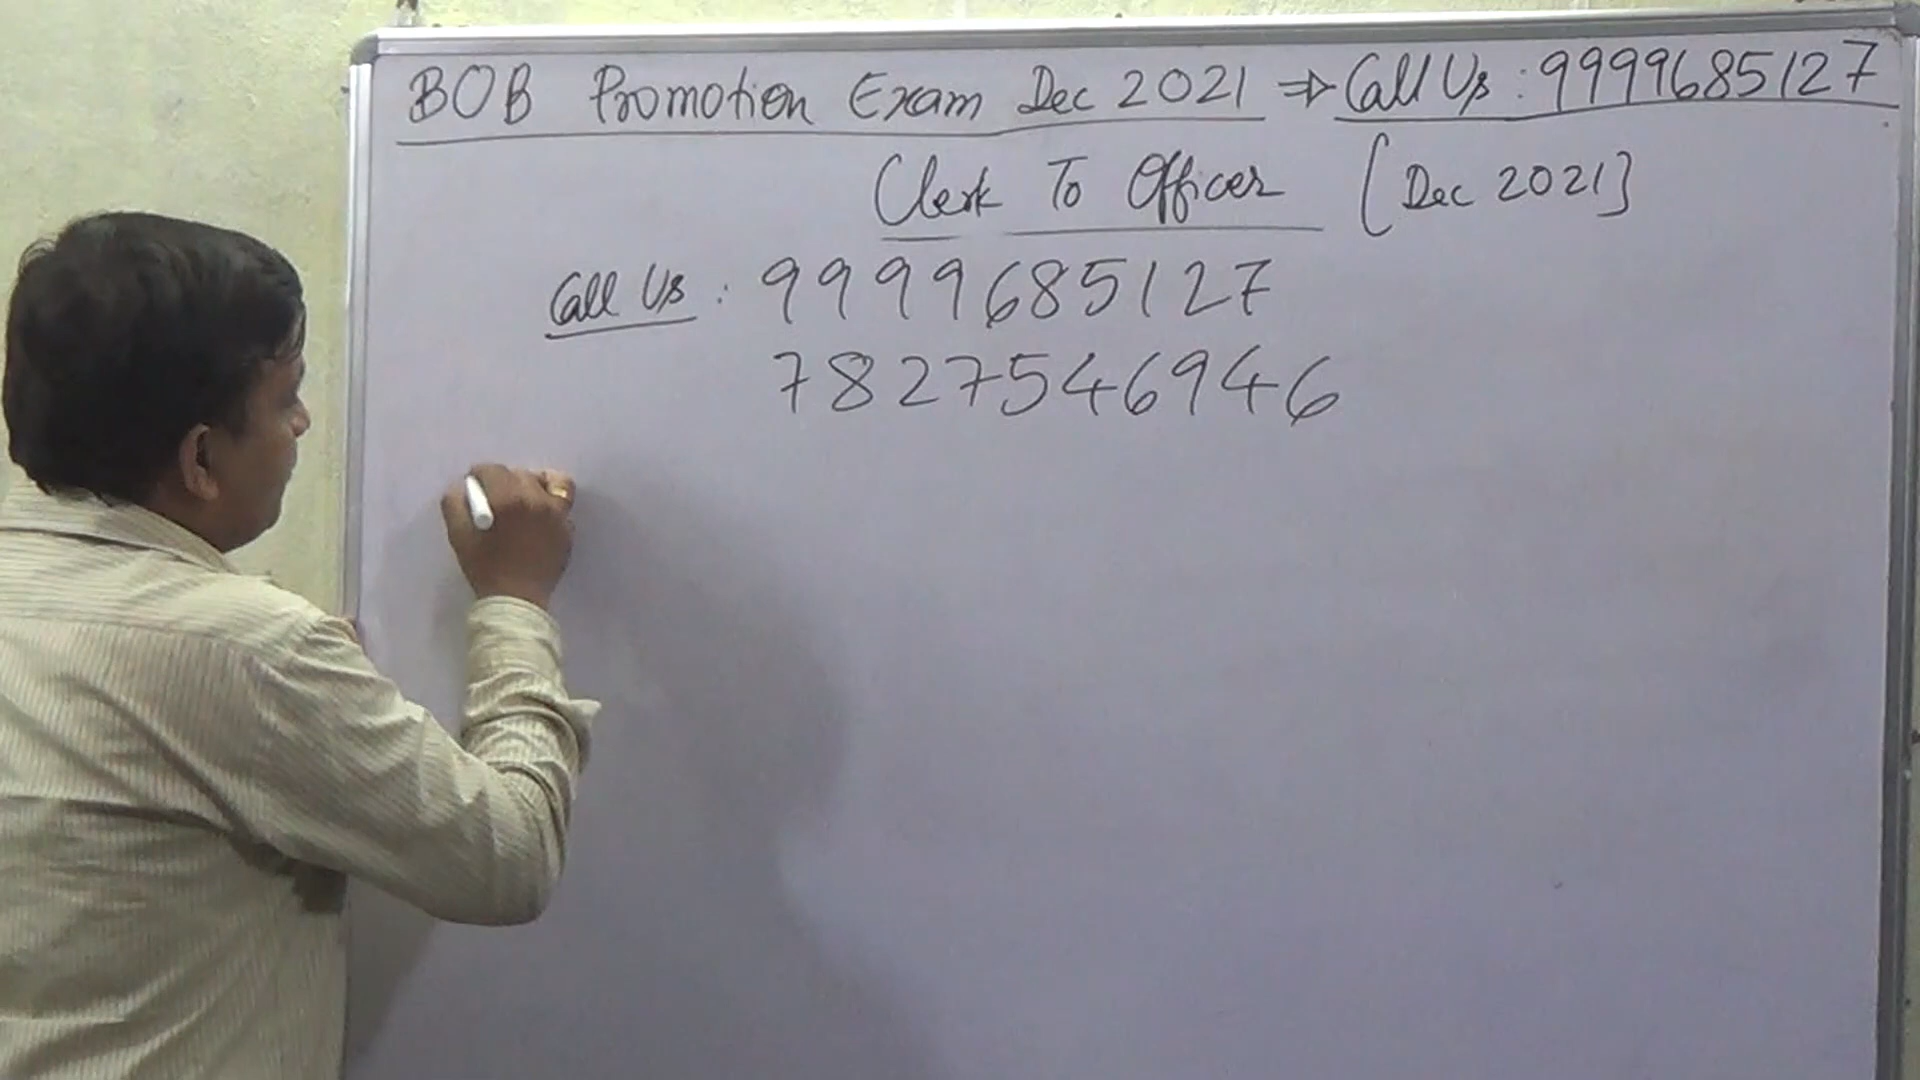 BOB Promotion Exam Dec 2021 ⇒ Call Us : 9999685127
Clerk To Officer [Dec 2021]
Call Us : 9999685127
7827546946